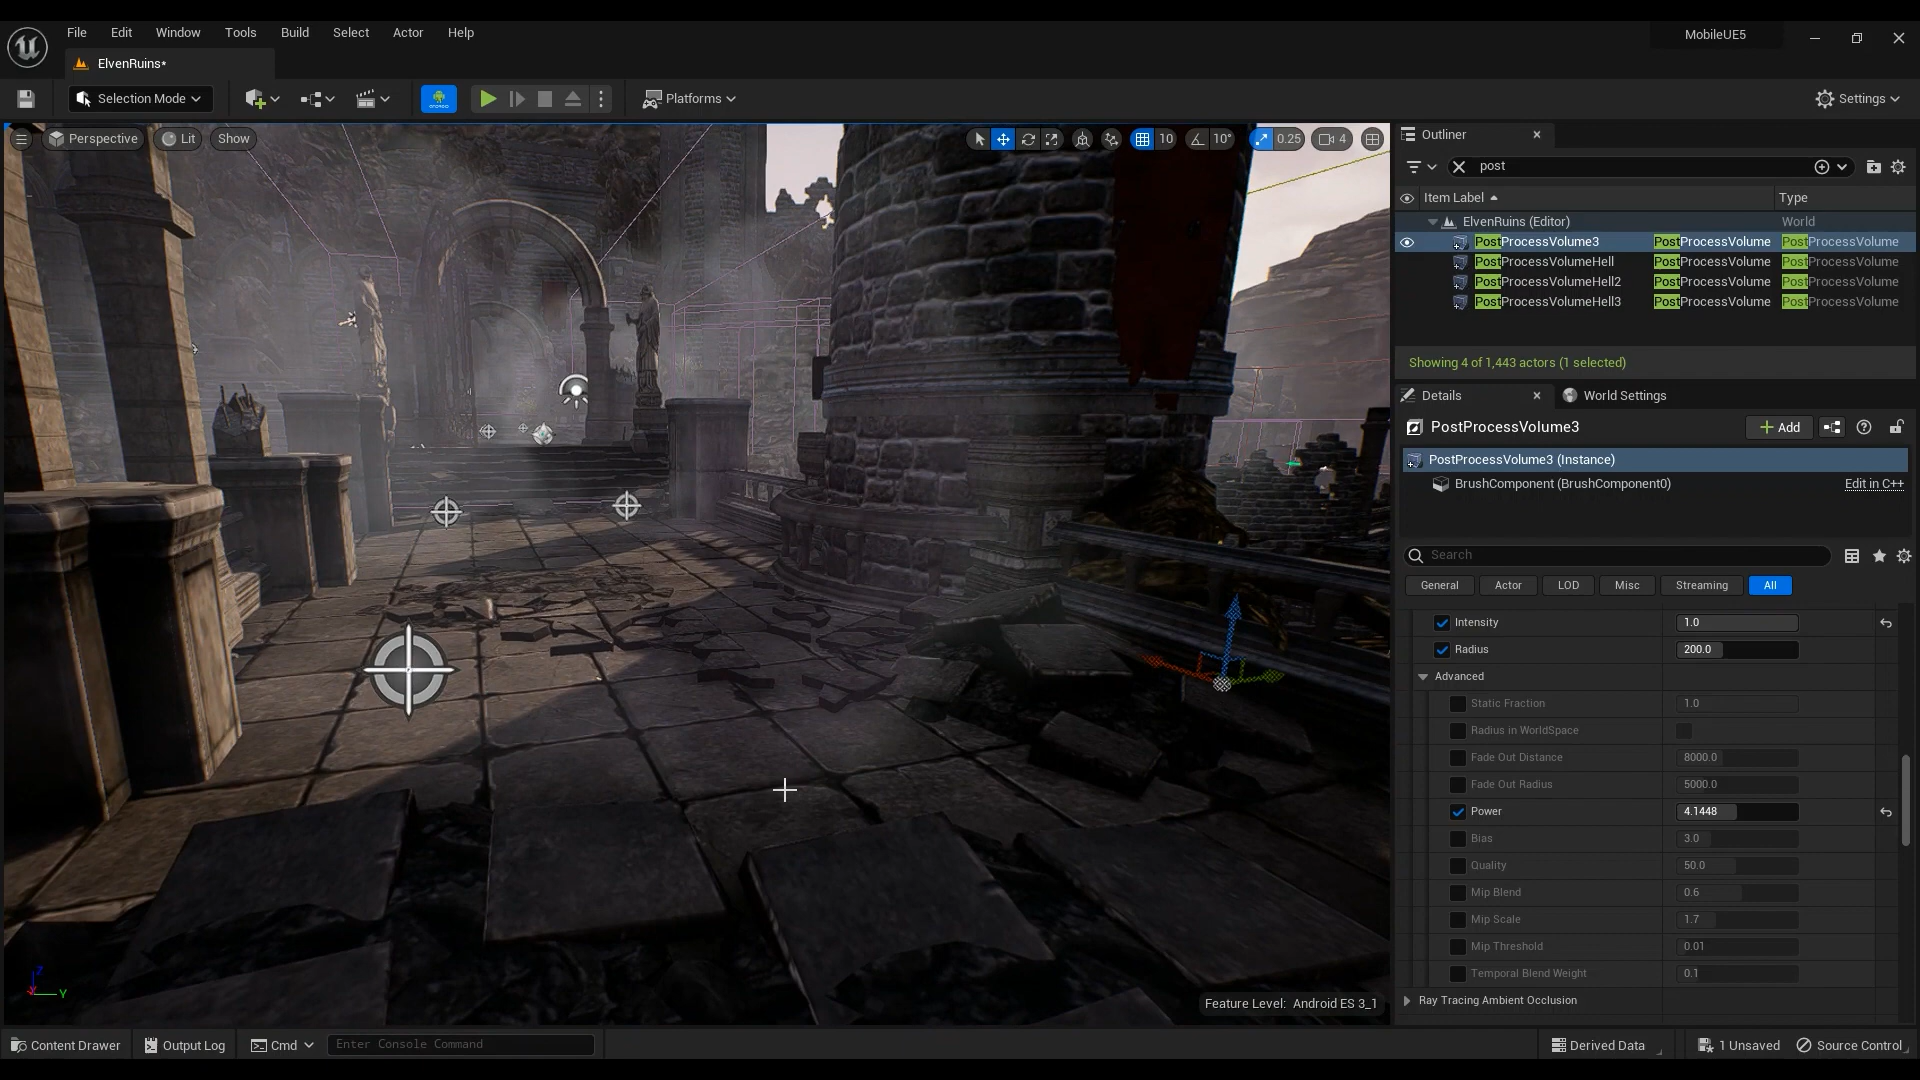 File Edit Window Tools Build Select Actor Help
MobileUE5
ElvenRuins•
Selection Mode
Platforms
Settings
Perspective Lit Show
10 10° 0.25 4
Outliner
post
Item Label Type
ElvenRuins (Editor) World
PostProcessVolume3 PostProcessVolume PostProcessVolume
PostProcessVolumeHell PostProcessVolume PostProcessVolume
PostProcessVolumeHell2 PostProcessVolume PostProcessVolume
PostProcessVolumeHell3 PostProcessVolume PostProcessVolume
Showing 4 of 1,443 actors (1 selected)
Details World Settings
PostProcessVolume3 + Add
PostProcessVolume3 (Instance)
BrushComponent (BrushComponent0) Edit in C++
Search
General Actor LOD Misc Streaming All
Intensity 1.0
Radius 200.0
Advanced
Static Fraction 1.0
Radius in WorldSpace
Fade Out Distance 8000.0
Fade Out Radius 5000.0
Power 4.1448
Bias 3.0
Quality 50.0
Mip Blend 0.6
Mip Scale 1.7
Mip Threshold 0.01
Temporal Blend Weight 0.1
Ray Tracing Ambient Occlusion
Z
Y
Feature Level: Android ES 3_1
Content Drawer Output Log Cmd Enter Console Command Derived Data 1 Unsaved Source Control